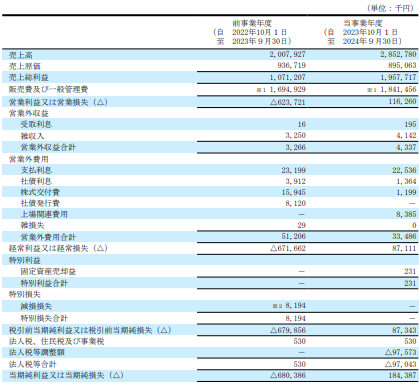 (単位：千円)
前事業年度 当事業年度
(自 2022年10月１日 (自 2023年10月１日
至 2023年９月30日) 至 2024年９月30日)
売上高 2,007,927 2,852,780
売上原価 936,719 895,063
売上総利益 1,071,207 1,957,717
販売費及び一般管理費 ※１ 1,694,929 ※１ 1,841,456
営業利益又は営業損失（△） △623,721 116,260
営業外収益
受取利息 16 195
雑収入 3,250 4,142
営業外収益合計 3,266 4,337
営業外費用
支払利息 23,199 22,536
社債利息 3,912 1,364
株式交付費 15,945 1,199
社債発行費 8,120 －
上場関連費用 － 8,385
雑損失 29 0
営業外費用合計 51,206 33,486
経常利益又は経常損失（△） △671,662 87,111
特別利益
固定資産売却益 － 231
特別利益合計 － 231
特別損失
減損損失 ※２ 8,194 －
特別損失合計 8,194 －
税引前当期純利益又は税引前当期純損失（△） △679,856 87,343
法人税、住民税及び事業税 530 530
法人税等調整額 － △97,573
法人税等合計 530 △97,043
当期純利益又は当期純損失（△） △680,386 184,387